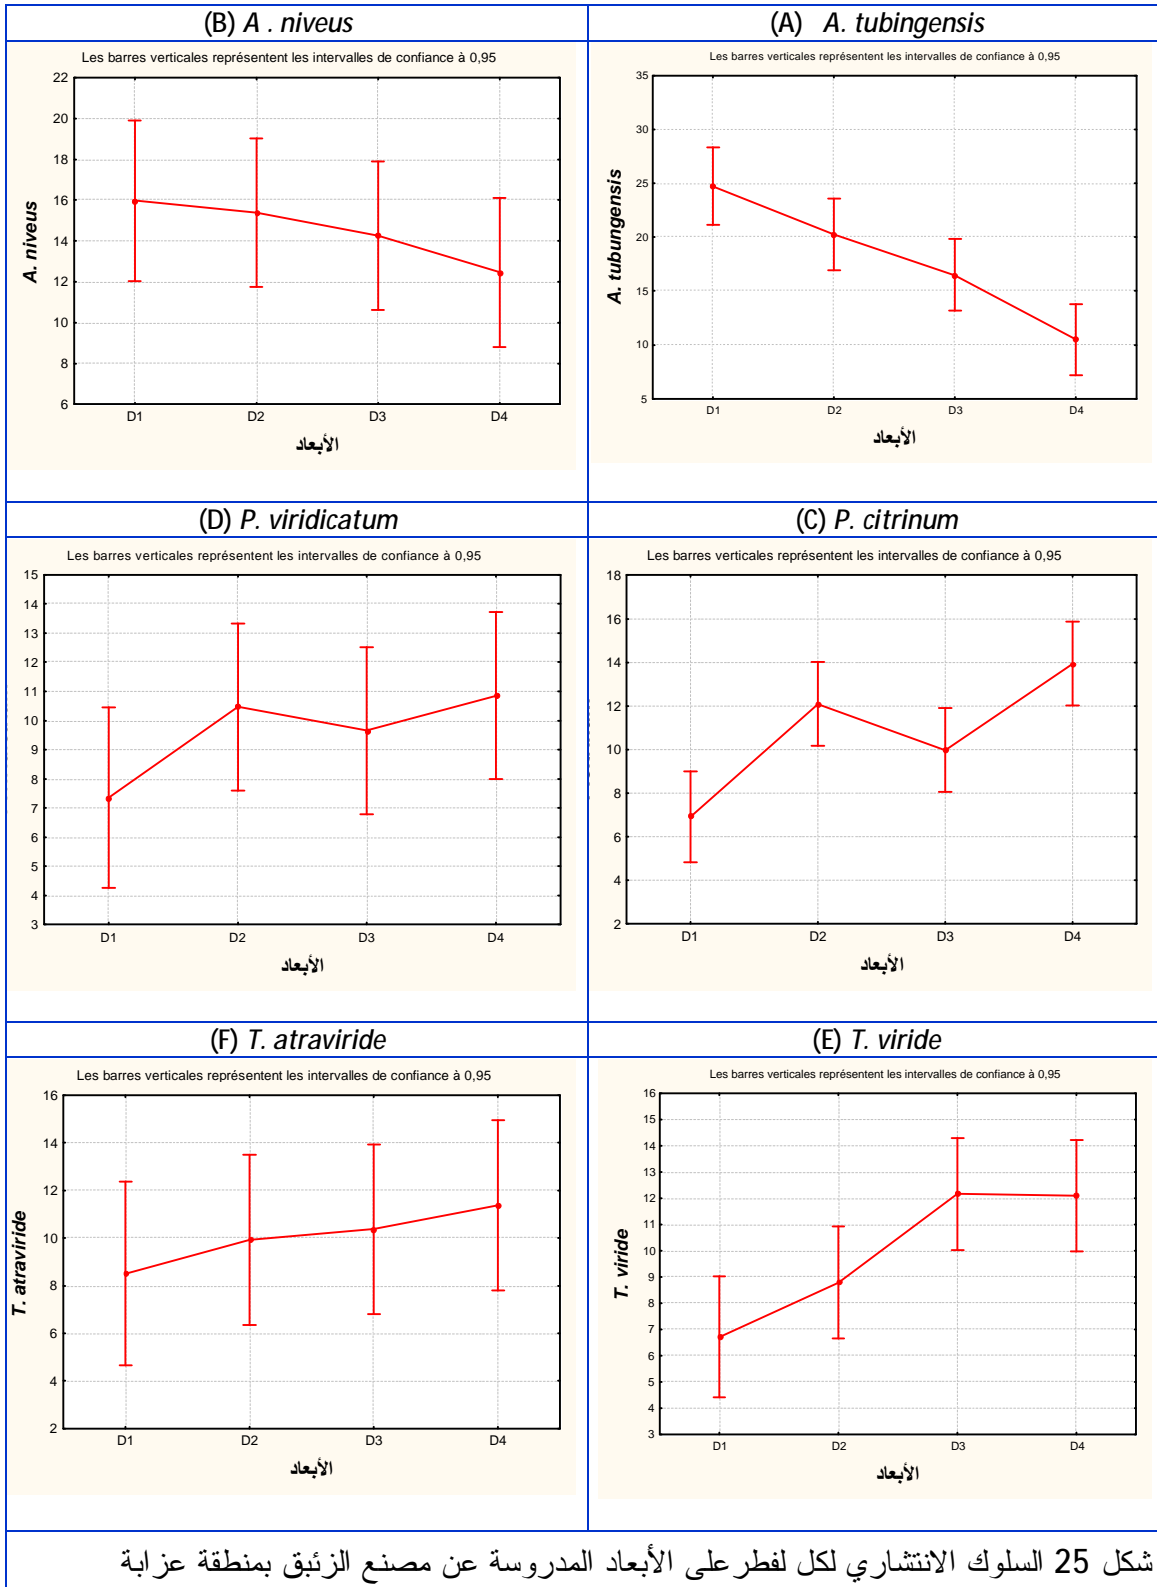 (B) A . niveus
Les barres verticales représentent les intervalles de confiance à 0,95
22
20
18
16
14
12
10
8
6
A. niveus
D1 D2 D3 D4
الأبعاد
(A) A. tubingensis
Les barres verticales représentent les intervalles de confiance à 0,95
35
30
25
20
15
10
5
A. tubungensis
D1 D2 D3 D4
الأبعاد
(D) P. viridicatum
Les barres verticales représentent les intervalles de confiance à 0,95
15
14
13
12
11
10
9
8
7
6
5
4
3
D1 D2 D3 D4
الأبعاد
(C) P. citrinum
Les barres verticales représentent les intervalles de confiance à 0,95
18
16
14
12
10
8
6
4
2
D1 D2 D3 D4
الأبعاد
(F) T. atraviride
Les barres verticales représentent les intervalles de confiance à 0,95
16
14
12
10
8
6
4
2
T. atraviride
D1 D2 D3 D4
الأبعاد
(E) T. viride
Les barres verticales représentent les intervalles de confiance à 0,95
16
15
14
13
12
11
10
9
8
7
6
5
4
3
T. viride
D1 D2 D3 D4
الأبعاد
شكل 25 السلوك الانتشاري لكل لفطر على الأبعاد المدروسة عن مصنع الزئبق بمنطقة عزابة